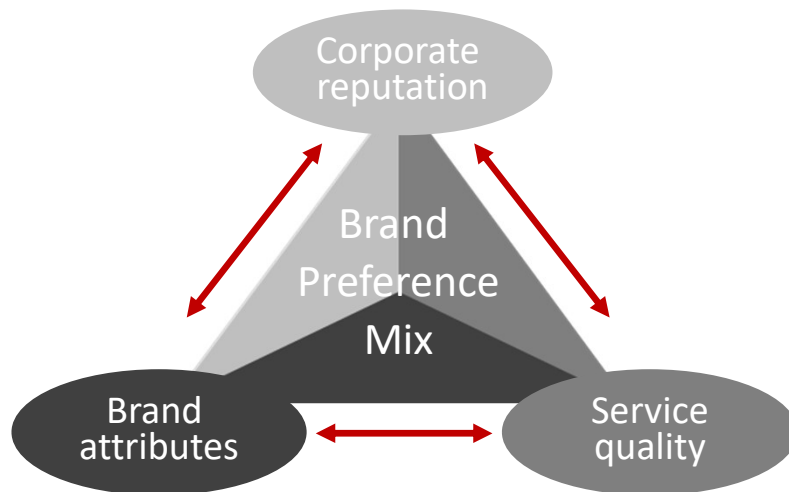 Corporate
reputation
Brand
Preference
Mix
Brand
attributes
Service
quality